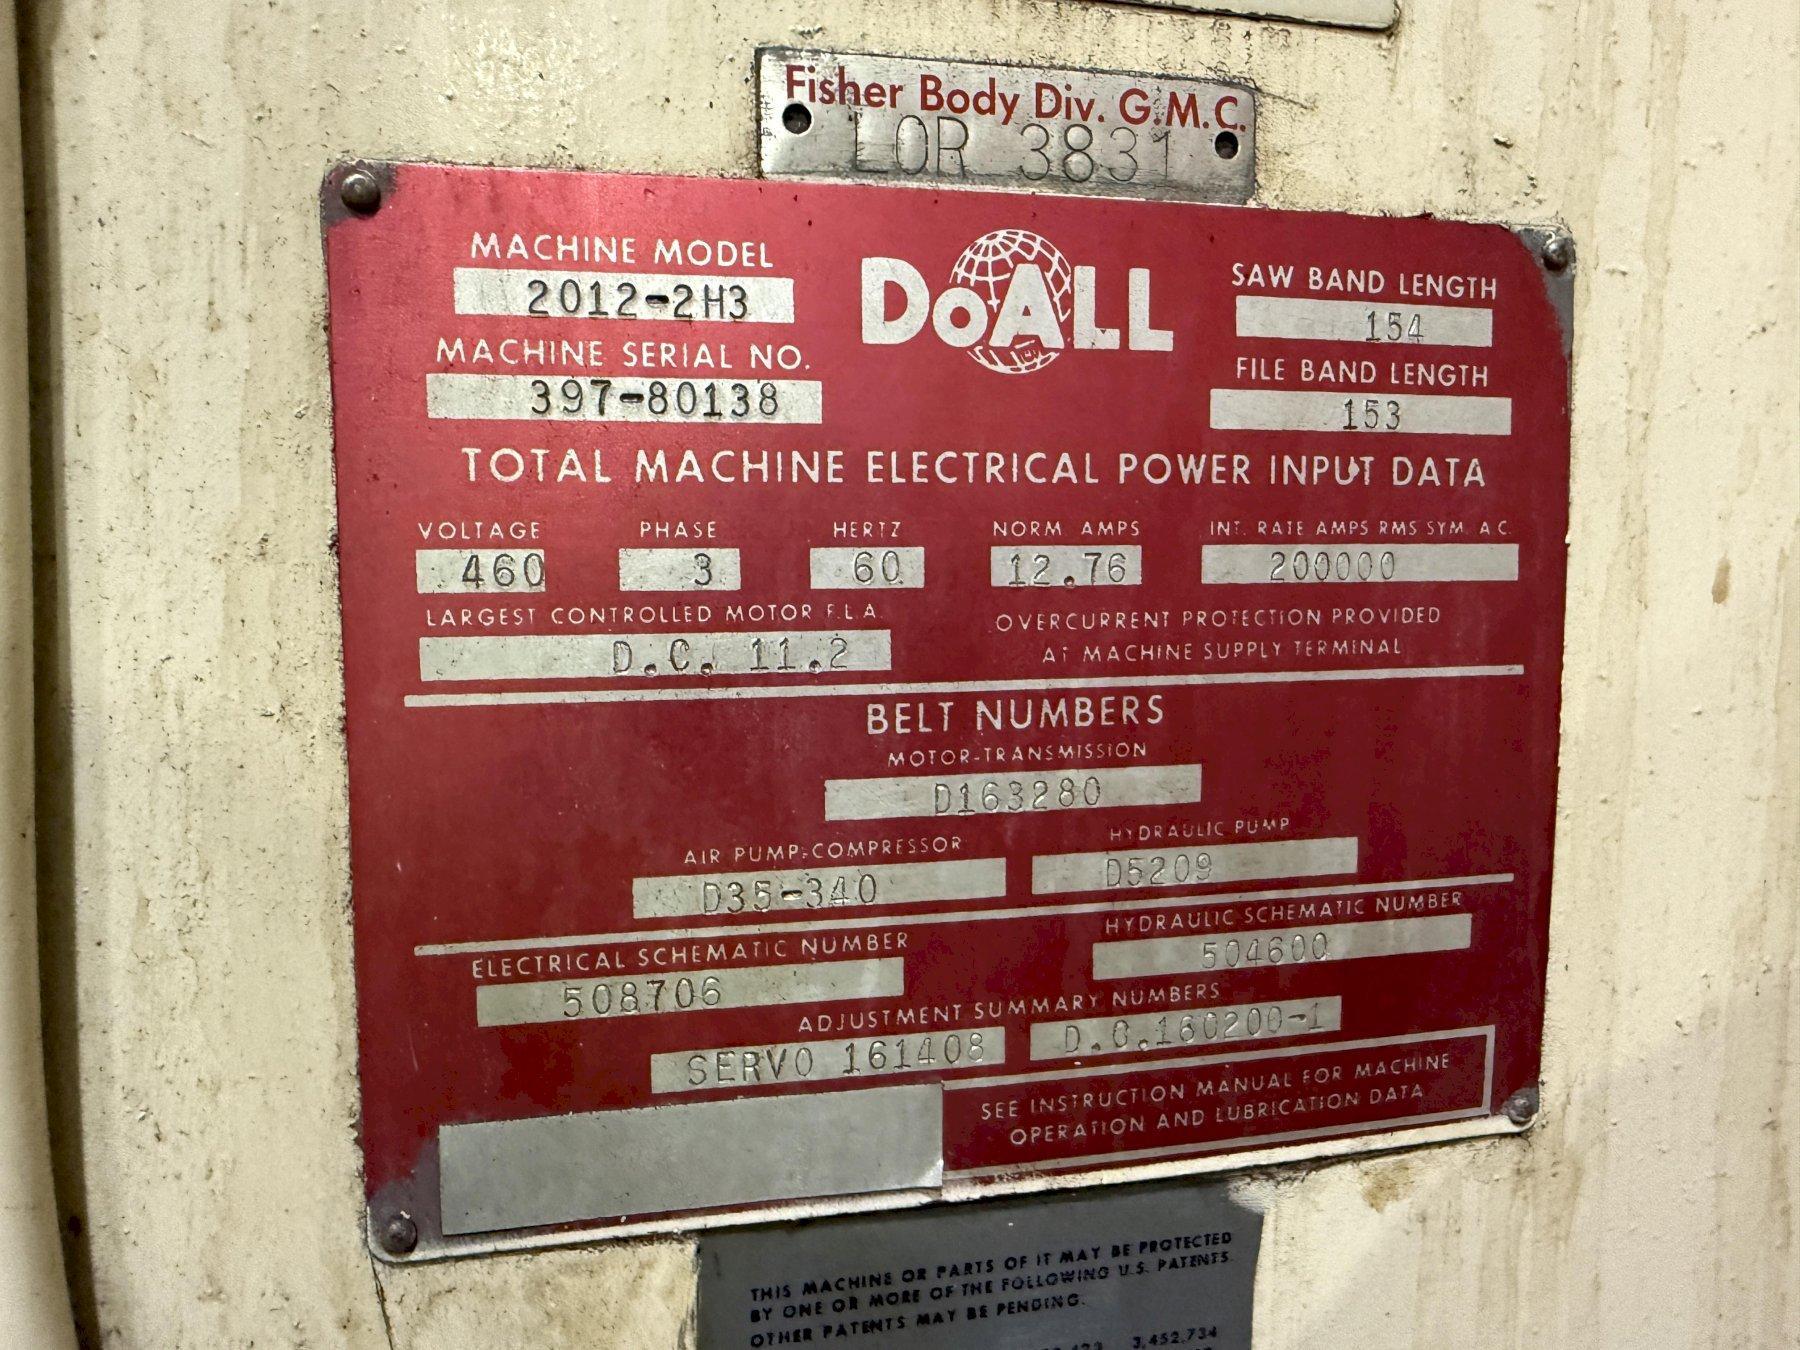 Fisher Body Div. G.M.C.
LOR 3831
MACHINE MODEL
2012-2H3
MACHINE SERIAL NO.
397-80138
DOALL
SAW BAND LENGTH
154
FILE BAND LENGTH
153
TOTAL MACHINE ELECTRICAL POWER INPUT DATA
VOLTAGE PHASE HERTZ NORM AMPS INT. RATE AMPS RMS SYM. A.C.
460 3 60 12.76 200000
LARGEST CONTROLLED MOTOR F.L.A.
D.C. 11.2
OVERCURRENT PROTECTION PROVIDED
AT MACHINE SUPPLY TERMINAL
BELT NUMBERS
MOTOR-TRANSMISSION
D163280
AIR PUMP-COMPRESSOR HYDRAULIC PUMP
D35-340 D5209
ELECTRICAL SCHEMATIC NUMBER HYDRAULIC SCHEMATIC NUMBER
508706 504600
ADJUSTMENT SUMMARY NUMBERS
SERVO 161408 160200-1
SEE INSTRUCTION MANUAL FOR MACHINE
OPERATION AND LUBRICATION DATA
THIS MACHINE OR PARTS OF IT MAY BE PROTECTED
BY ONE OR MORE OF THE FOLLOWING U.S. PATENTS.
OTHER PATENTS MAY BE PENDING.
3,452,734